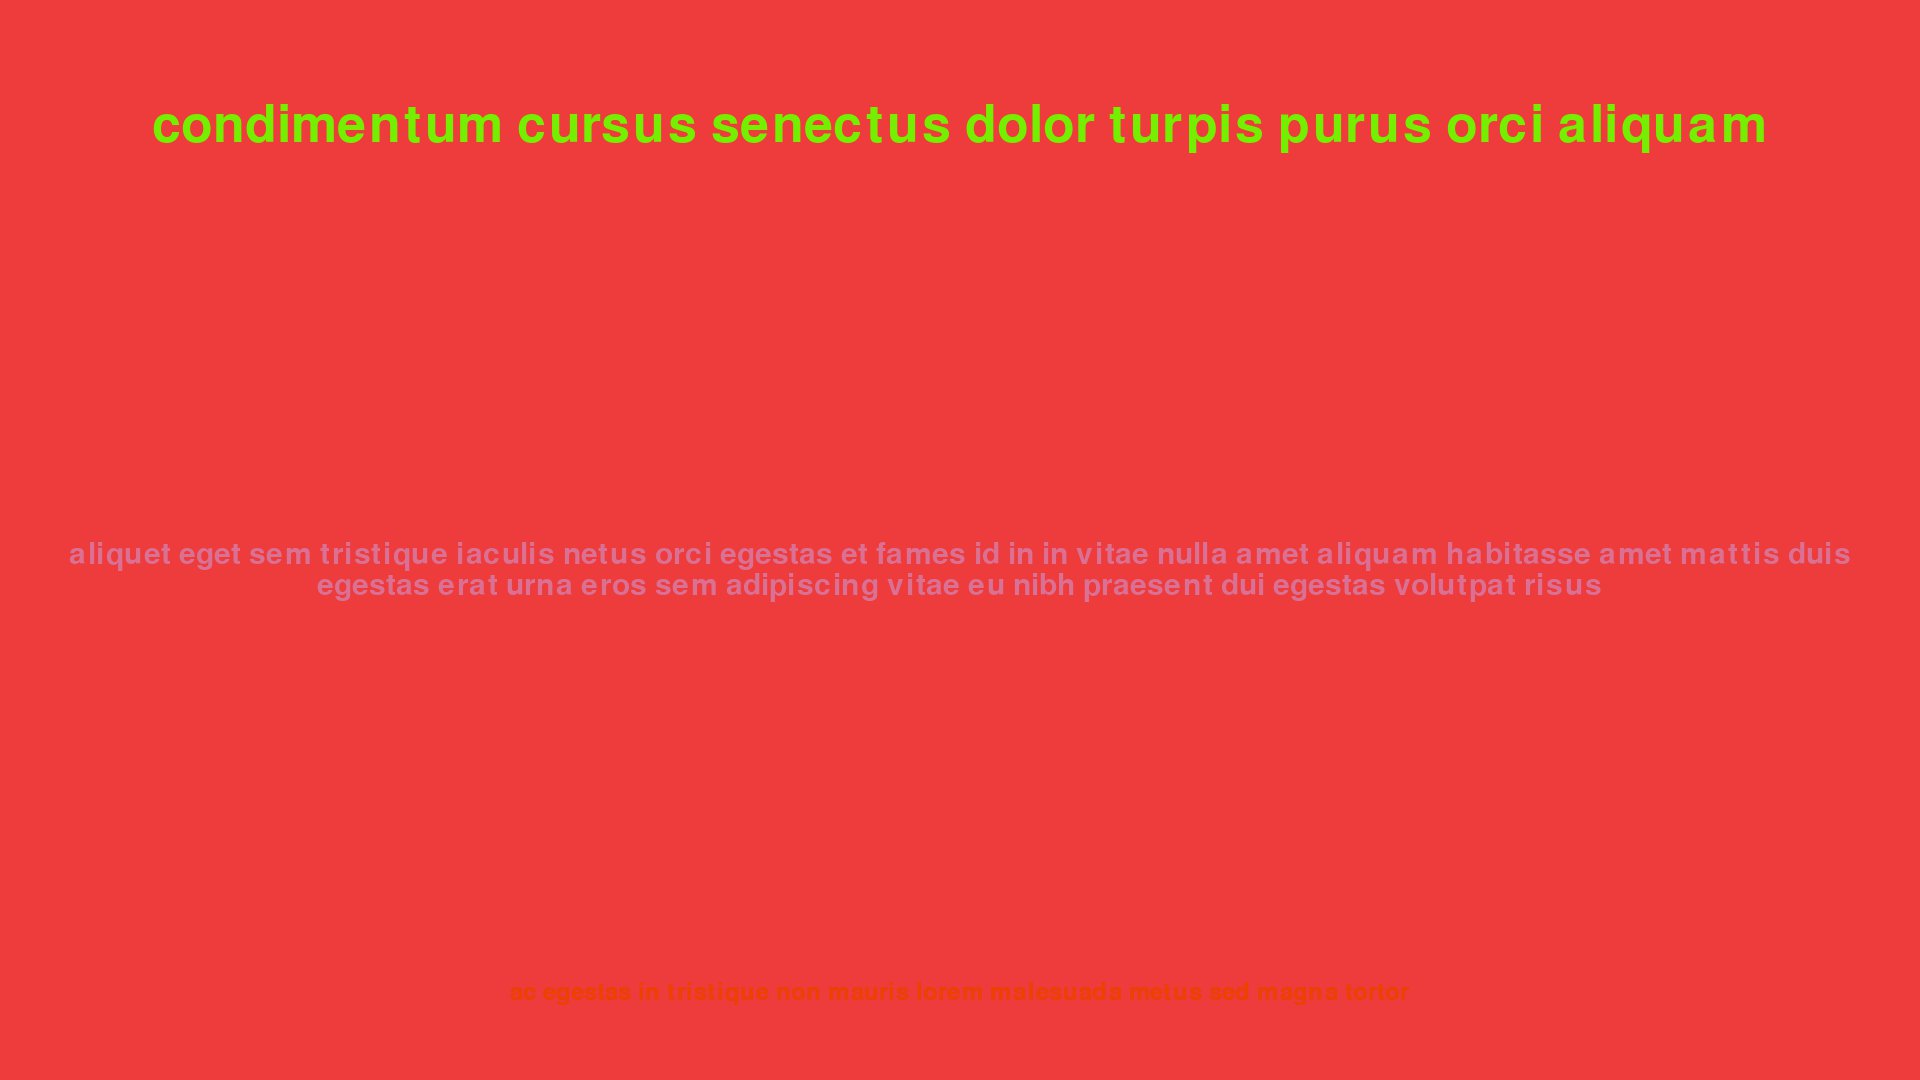 condimentum cursus senectus dolor turpis purus orci aliquam
aliquet eget sem tristique iaculis netus orci egestas et fames id in in vitae nulla amet aliquam habitasse amet mattis duis
egestas erat urna eros sem adipiscing vitae eu nibh praesent dui egestas volutpat risus
ac egestas in tristique non mauris lorem malesuada metus sed magna tortor